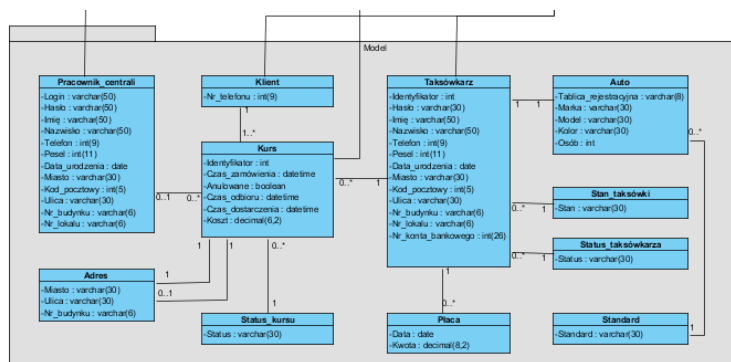 Model
Pracownik_centrali
-Login : varchar(50)
-Hasło : varchar(50)
-Imię : varchar(50)
-Nazwisko : varchar(50)
-Telefon : int(9)
-Pesel : int(11)
-Data_urodzenia : date
-Miasto : varchar(30)
-Kod_pocztowy : int(5)
-Ulica : varchar(30)
-Nr_budynku : varchar(6)
-Nr_lokalu : varchar(6)
Klient
-Nr_telefonu : int(9)
1
1..*
Kurs
-Identyfikator : int
-Czas_zamówienia : datetime
-Anulowane : boolean
-Czas_odbioru : datetime
-Czas_dostarczenia : datetime
-Koszt : decimal(6,2)
0..1
0..*
0..*
1
Taksówkarz
-Identyfikator : int
-Hasło : varchar(30)
-Imię : varchar(50)
-Nazwisko : varchar(50)
-Telefon : int(9)
-Pesel : int(11)
-Data_urodzenia : date
-Miasto : varchar(30)
-Kod_pocztowy : int(5)
-Ulica : varchar(30)
-Nr_budynku : varchar(6)
-Nr_lokalu : varchar(6)
-Nr_konta_bankowego : int(26)
1
1
Auto
-Tablica_rejestracyjna : varchar(8)
-Marka : varchar(30)
-Model : varchar(30)
-Kolor : varchar(30)
-Osób : int
0..*
Stan_taksówki
-Stan : varchar(30)
0..*
1
Status_taksówkarza
-Status : varchar(30)
0..*
1
Adres
-Miasto : varchar(30)
-Ulica : varchar(30)
-Nr_budynku : varchar(6)
1
1
0..*
1
0..1
1
Status_kursu
-Status : varchar(30)
1
0..*
Płaca
-Data : date
-Kwota : decimal(8,2)
Standard
-Standard : varchar(30)
1